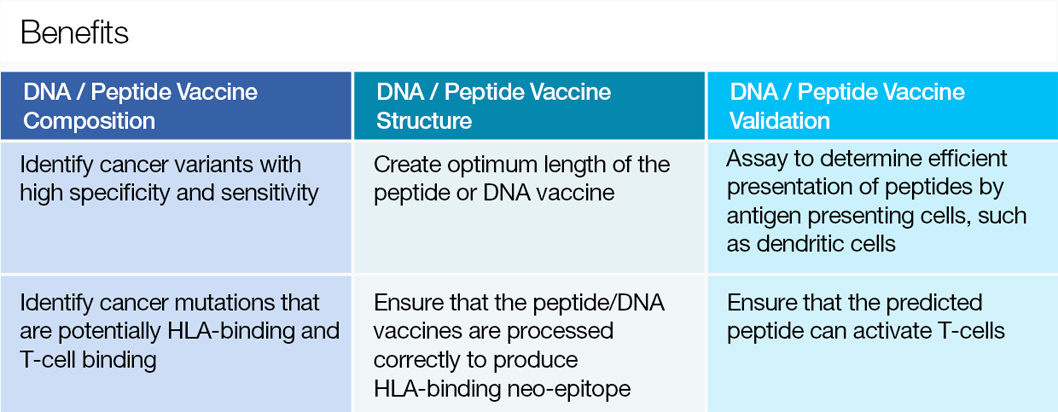 Benefits
DNA / Peptide Vaccine
Composition
DNA / Peptide Vaccine
Structure
DNA / Peptide Vaccine
Validation
Identify cancer variants with
high specificity and sensitivity
Create optimum length of the
peptide or DNA vaccine
Assay to determine efficient
presentation of peptides by
antigen presenting cells, such
as dendritic cells
Identify cancer mutations that
are potentially HLA-binding and
T-cell binding
Ensure that the peptide/DNA
vaccines are processed
correctly to produce
HLA-binding neo-epitope
Ensure that the predicted
peptide can activate T-cells